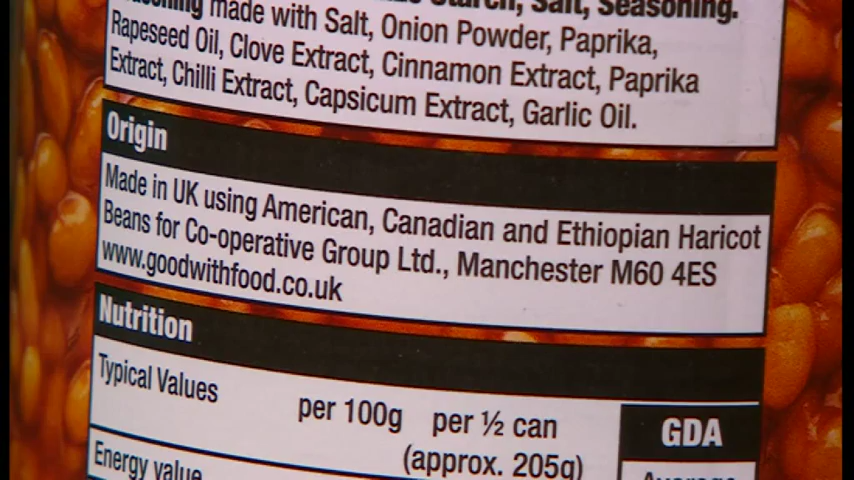 Starch, Salt, Seasoning.
made with Salt, Onion Powder, Paprika,
Rapeseed Oil, Clove Extract, Cinnamon Extract, Paprika
Extract, Chilli Extract, Capsicum Extract, Garlic Oil.
Origin
Made in UK using American, Canadian and Ethiopian Haricot
Beans for Co-operative Group Ltd., Manchester M60 4ES
www.goodwithfood.co.uk
Nutrition
Typical Values
per 100g per ½ can
(approx. 205g)
GDA
Energy value
Average